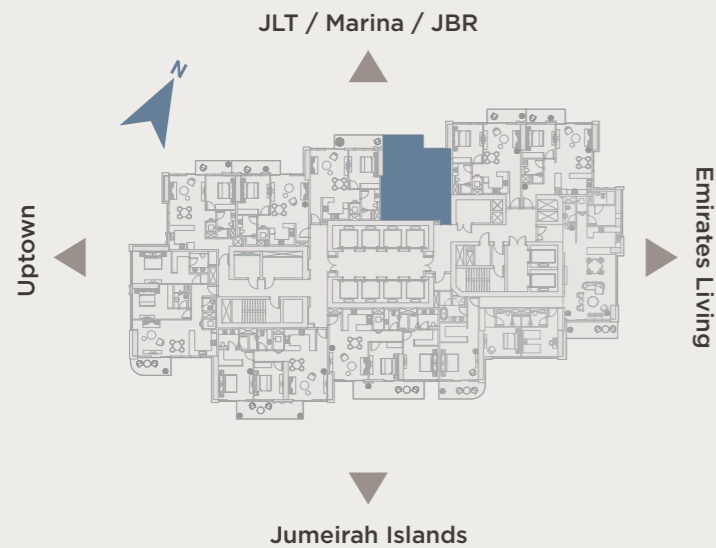 JLT / Marina / JBR
N
Uptown
Emirates Living
Jumeirah Islands